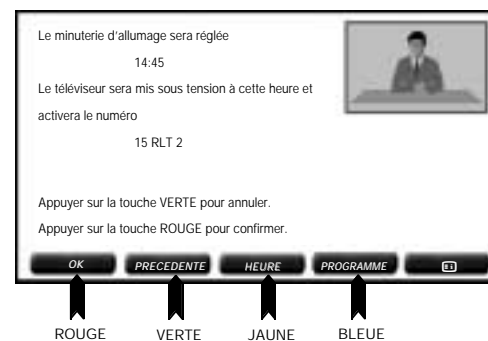 Le minuterie d'allumage sera réglée
14:45
Le téléviseur sera mis sous tension à cette heure et
activera le numéro
15 RLT 2
Appuyer sur la touche VERTE pour annuler.
Appuyer sur la touche ROUGE pour confirmer.
OK PRECEDENTE HEURE PROGRAMME
ROUGE VERTE JAUNE BLEUE